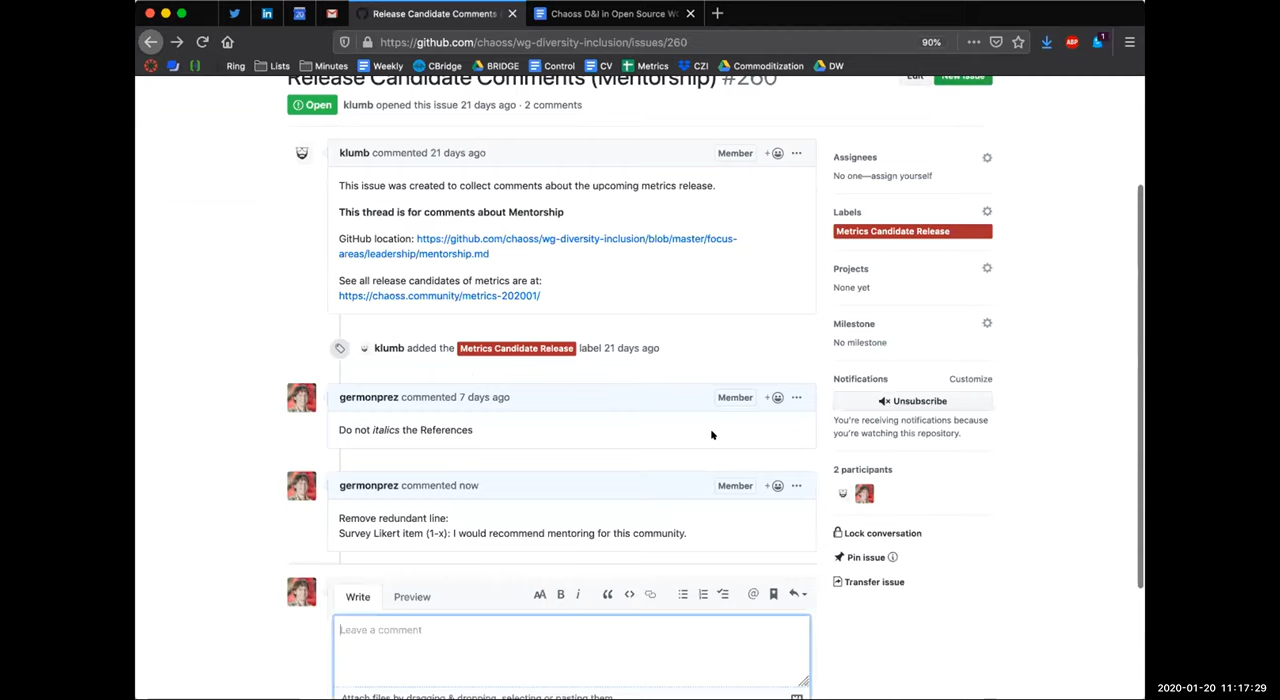 Release Candidate Comments
Chaoss D&I in Open Source W
https://github.com/chaoss/wg-diversity-inclusion/issues/260
90%
Ring
Lists
Minutes
Weekly
CBridge
BRIDGE
Control
CV
Metrics
CZI
Commoditization
DW
Release Candidate Comments (Mentorship) #260
Edit
New issue
Open
klumb opened this issue 21 days ago · 2 comments
klumb commented 21 days ago
Member
This issue was created to collect comments about the upcoming metrics release.
This thread is for comments about Mentorship
GitHub location: https://github.com/chaoss/wg-diversity-inclusion/blob/master/focus-
areas/leadership/mentorship.md
See all release candidates of metrics are at:
https://chaoss.community/metrics-202001/
klumb added the Metrics Candidate Release label 21 days ago
germonprez commented 7 days ago
Member
Do not italics the References
germonprez commented now
Member
Remove redundant line:
Survey Likert item (1-x): I would recommend mentoring for this community.
Write
Preview
Leave a comment
Attach files by dragging & dropping, selecting or pasting them.
Assignees
No one—assign yourself
Labels
Metrics Candidate Release
Projects
None yet
Milestone
No milestone
Notifications
Customize
Unsubscribe
You're receiving notifications because
you're watching this repository.
2 participants
Lock conversation
Pin issue
Transfer issue
2020-01-20 11:17:29